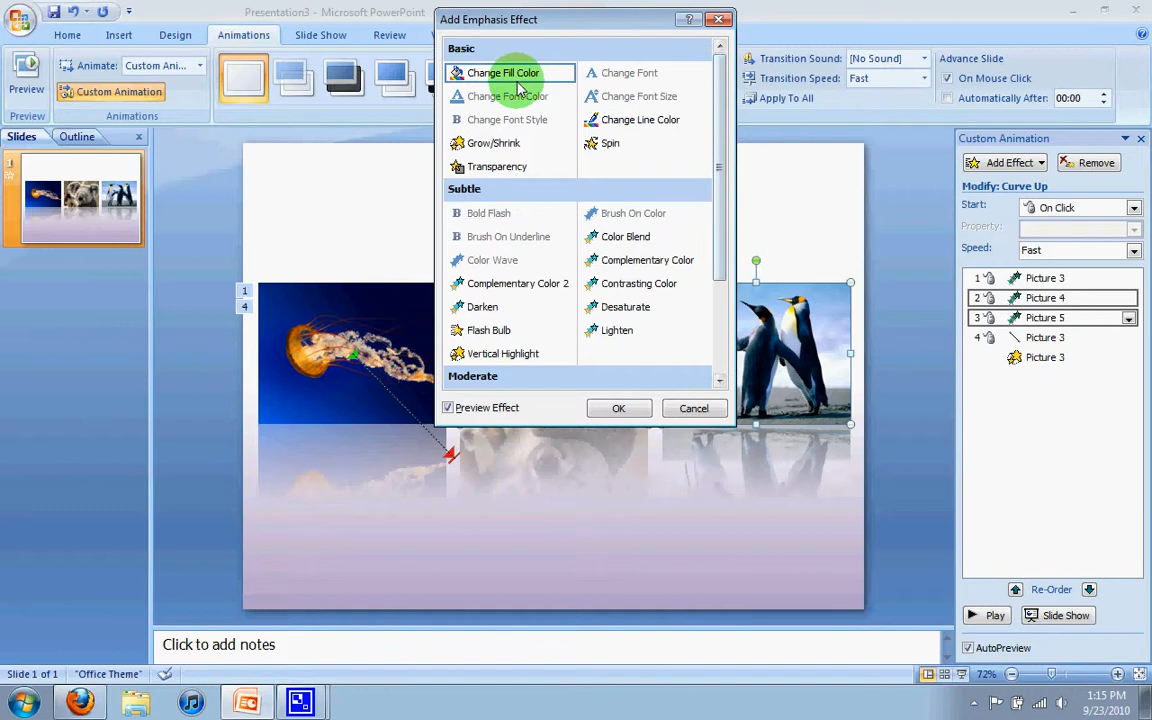 Presentation3 - Microsoft PowerPoint
Add Emphasis Effect
Home Insert Design Animations Slide Show Review
Preview
Preview
Animate: Custom Ani...
Custom Animation
Animations
Transition Sound: [No Sound]
Transition Speed: Fast
Apply To All
Advance Slide
On Mouse Click
Automatically After: 00:00
Slides Outline
1
Basic
Change Fill Color Change Font
Change Font Color Change Font Size
Change Font Style Change Line Color
Grow/Shrink Spin
Transparency
Subtle
Bold Flash Brush On Color
Brush On Underline Color Blend
Color Wave Complementary Color
Complementary Color 2 Contrasting Color
Darken Desaturate
Flash Bulb Lighten
Vertical Highlight
Moderate
Preview Effect OK Cancel
1
4
Custom Animation
Add Effect Remove
Modify: Curve Up
Start: On Click
Property:
Speed: Fast
1 Picture 3
2 Picture 4
3 Picture 5
4 Picture 3
Picture 3
Re-Order
Play Slide Show
AutoPreview
Click to add notes
Slide 1 of 1 "Office Theme" 72%
1:15 PM
9/23/2010